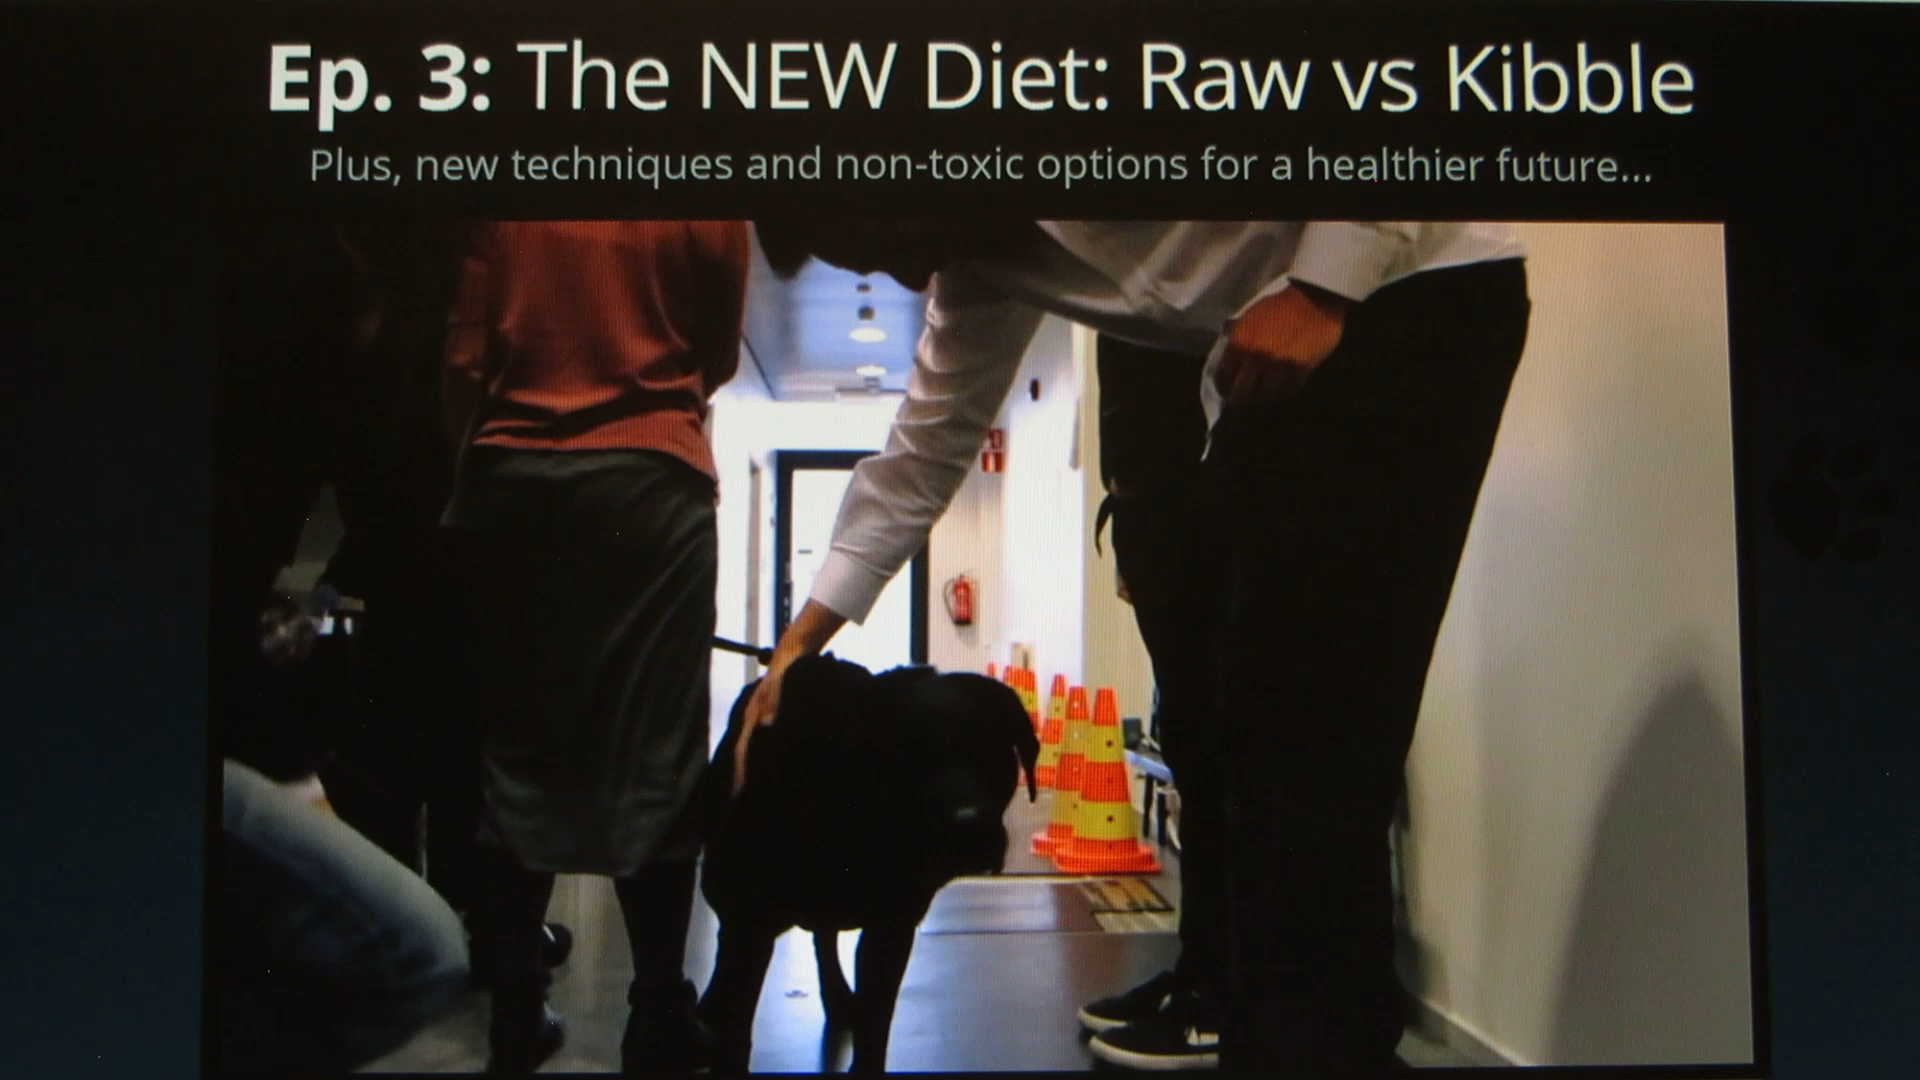 Ep. 3: The NEW Diet: Raw vs Kibble
Plus, new techniques and non-toxic options for a healthier future...